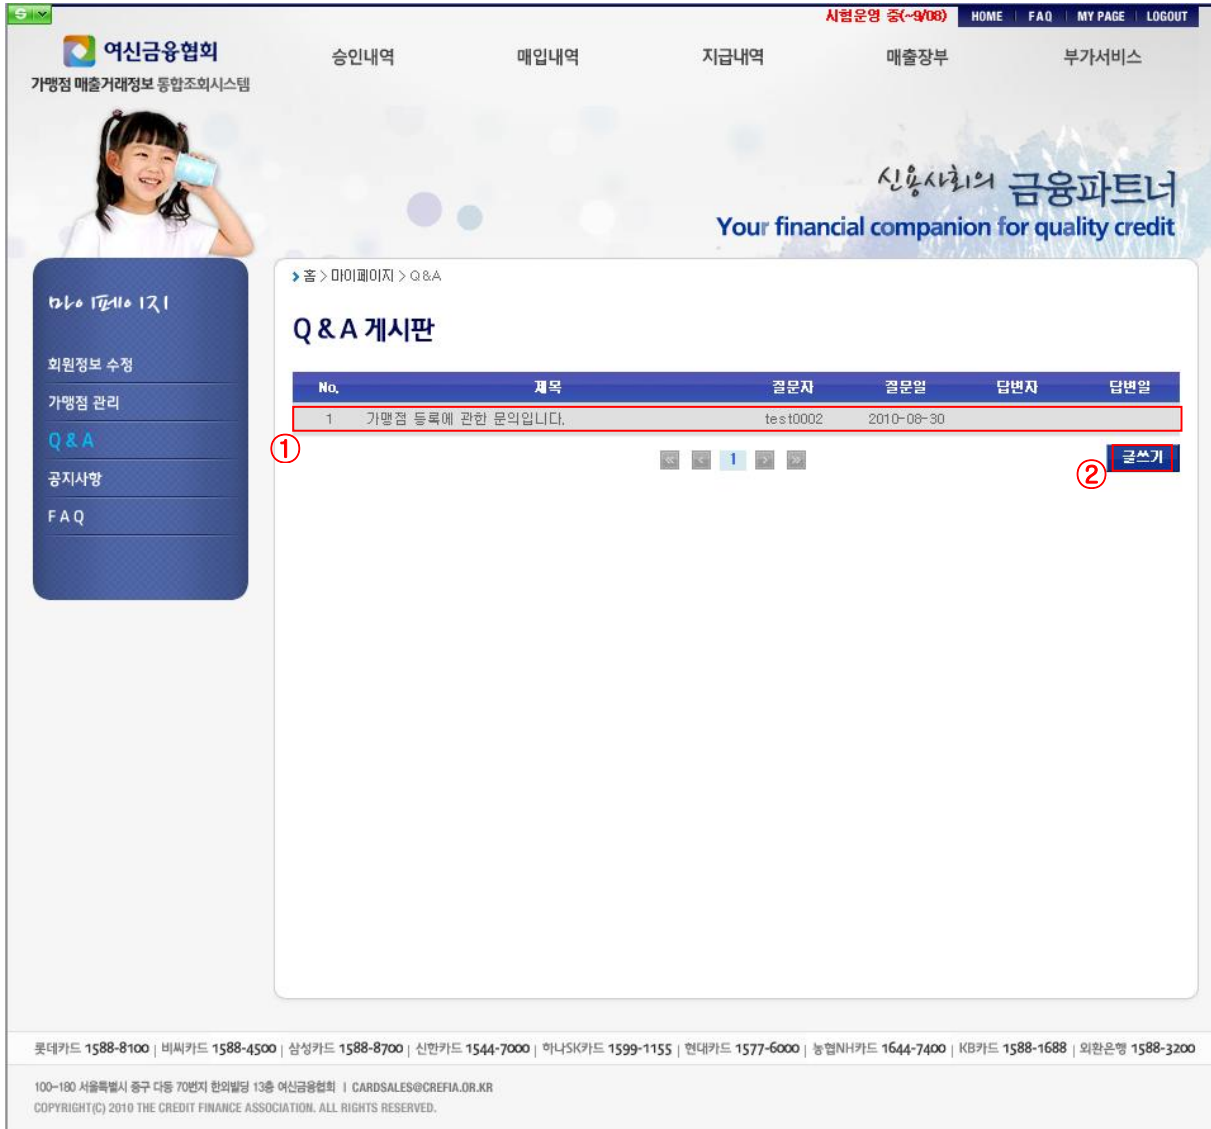 S
시험운영 중(~9/08) HOME FAQ MY PAGE LOGOUT
여신금융협회
가맹점 매출거래정보 통합조회시스템
승인내역 매입내역 지급내역 매출장부 부가서비스
신용사회의 금융파트너
Your financial companion for quality credit
마이페이지
회원정보 수정
가맹점 관리
Q & A
공지사항
F A Q
> 홈 > 마이페이지 > Q&A
Q & A 게시판
No. 제목 질문자 질문일 답변자 답변일
1 가맹점 등록에 관한 문의입니다. test0002 2010-08-30
①
« < 1 > »
글쓰기
②
롯데카드 1588-8100 | 비씨카드 1588-4500 | 삼성카드 1588-8700 | 신한카드 1544-7000 | 하나SK카드 1599-1155 | 현대카드 1577-6000 | 농협NH카드 1644-7400 | KB카드 1588-1688 | 외환은행 1588-3200
100-180 서울특별시 중구 다동 70번지 한외빌딩 13층 여신금융협회 | CARDSALES@CREFIA.OR.KR
COPYRIGHT(C) 2010 THE CREDIT FINANCE ASSOCIATION. ALL RIGHTS RESERVED.